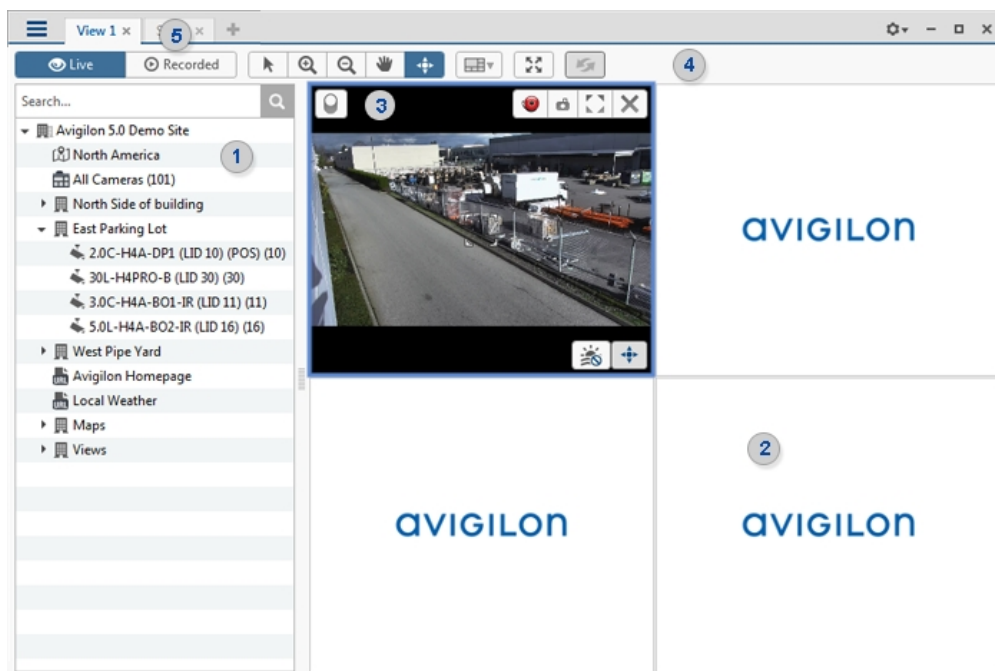 View 1
5
Live
Recorded
4
Search...
3
Avigilon 5.0 Demo Site
North America
1
All Cameras (101)
North Side of building
East Parking Lot
2.0C-H4A-DP1 (LID 10) (POS) (10)
30L-H4PRO-B (LID 30) (30)
3.0C-H4A-BO1-IR (LID 11) (11)
5.0L-H4A-BO2-IR (LID 16) (16)
West Pipe Yard
Avigilon Homepage
Local Weather
Maps
Views
AVIGILON
2
AVIGILON
AVIGILON